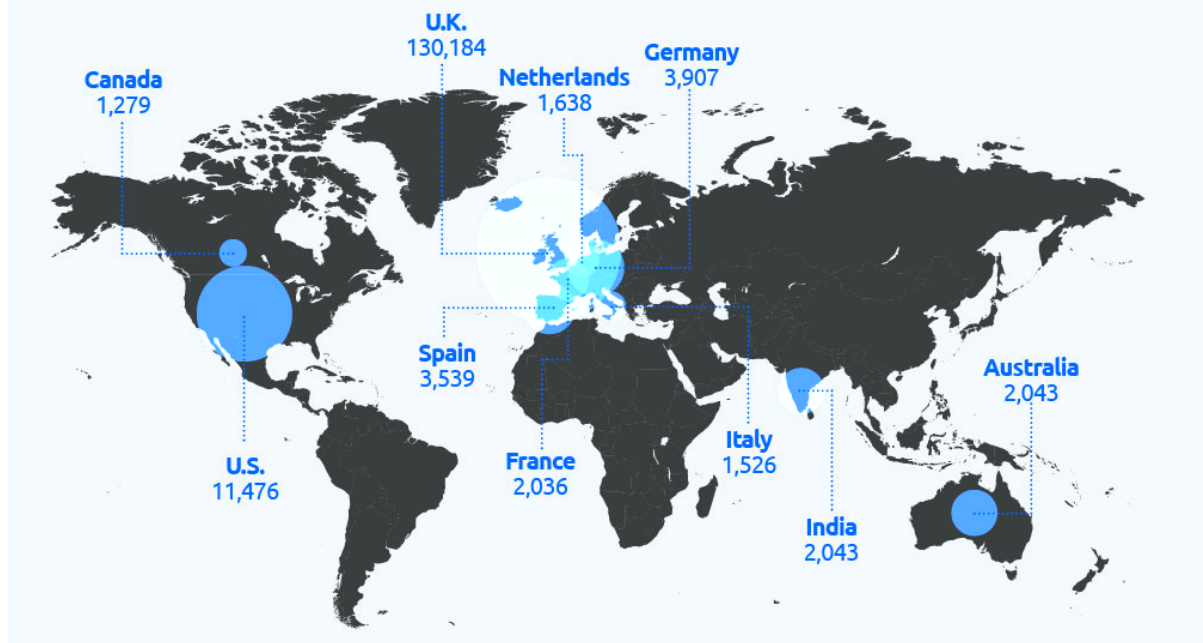 U.K.
130,184
Germany
3,907
Canada
1,279
Netherlands
1,638
Spain
3,539
Australia
2,043
U.S.
11,476
France
2,036
Italy
1,526
India
2,043